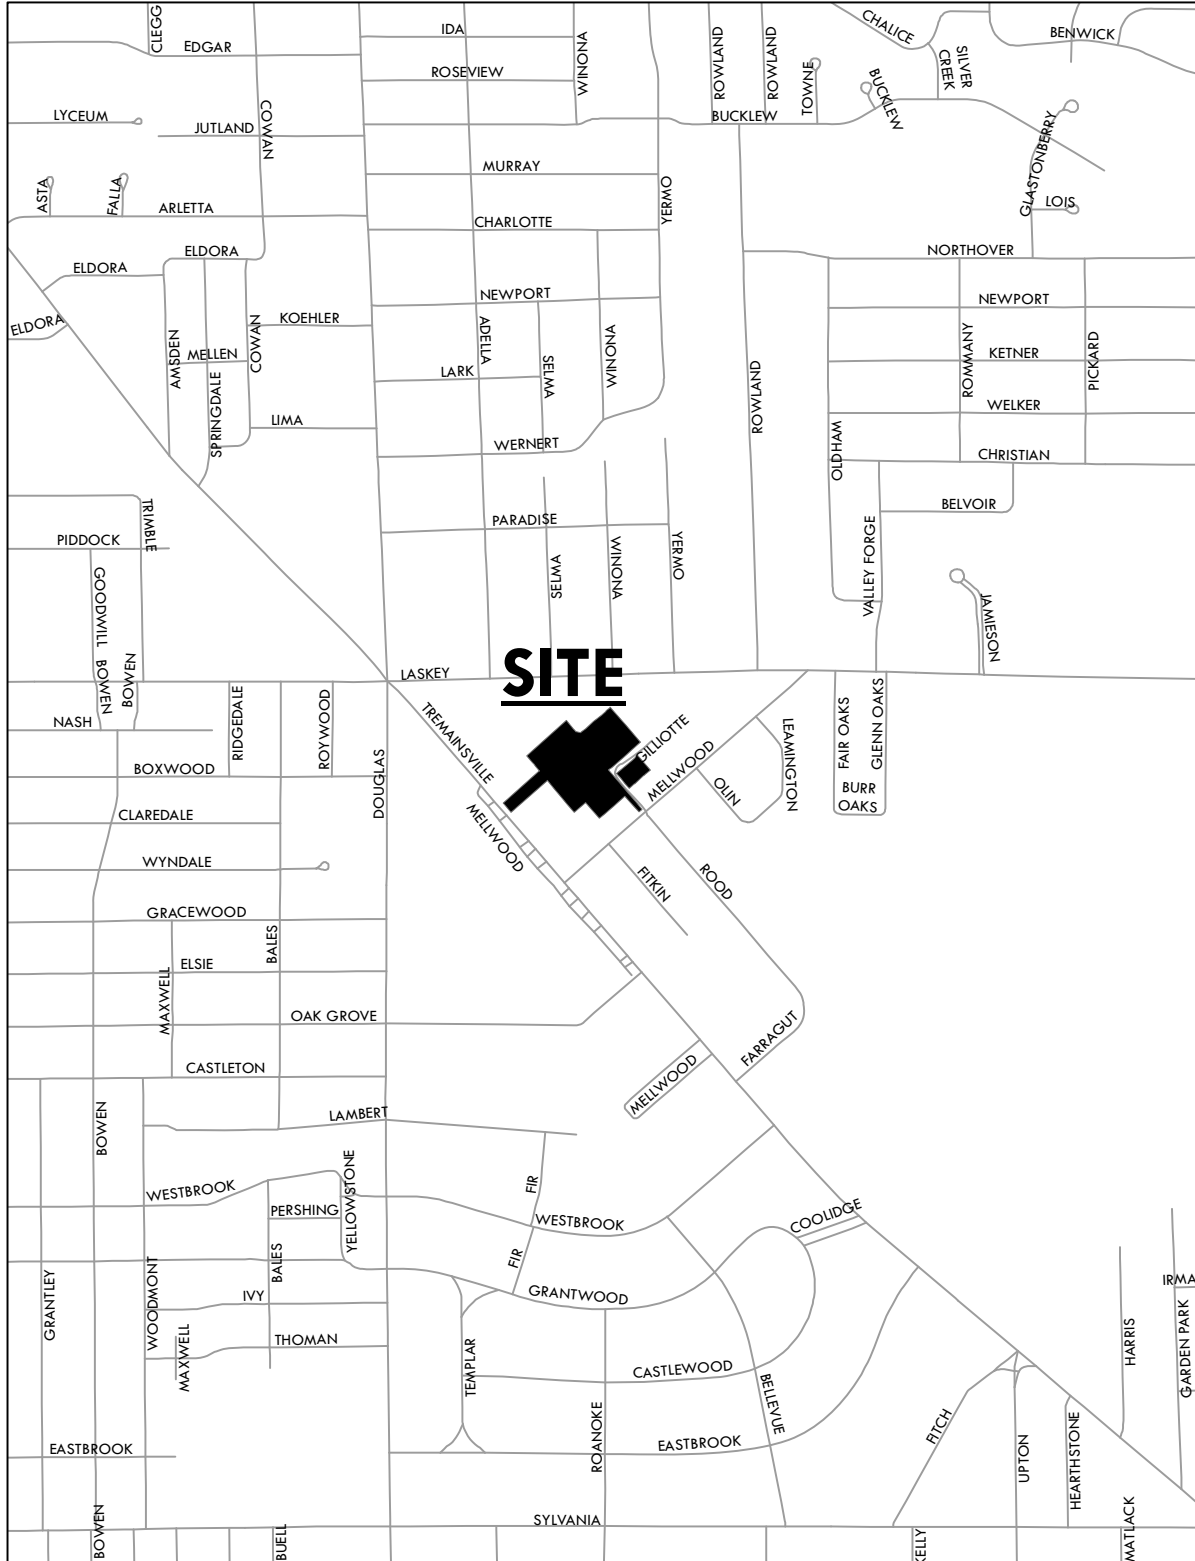 CLEGG
EDGAR
IDA
ROSEVIEW
WINONA
ROWLAND
ROWLAND
TOWNE
CHALICE
SILVER
CREEK
BENWICK
BUCKLEW
BUCKLEW
LYCEUM
JUTLAND
COWAN
MURRAY
YERMO
GLASTONBERRY
LOIS
ASTA
FALLA
ARLETTA
CHARLOTTE
ELDORA
ELDORA
ELDORA
NORTHOVER
NEWPORT
NEWPORT
KOEHLER
AMSDEN
MELLEN
COWAN
SPRINGDALE
LIMA
ADELLA
LARK
SELMA
WINONA
WERNERT
ROWLAND
ROMMANY
KETNER
PICKARD
WELKER
OLDHAM
CHRISTIAN
BELVOIR
VALLEY FORGE
JAMIESON
TRIMBLE
PIDDOCK
GOODWILL
BOWEN
BOWEN
PARADISE
SELMA
WINONA
YERMO
LASKEY
SITE
NASH
RIDGEDALE
ROYWOOD
DOUGLAS
TREMAINSVILLE
GILLIOTTE
MELLWOOD
MELLWOOD
LEAMINGTON
OLIN
FAIR OAKS
GLENN OAKS
BURR
OAKS
BOXWOOD
CLAREDALE
WYNDALE
FITKIN
ROOD
GRACEWOOD
BALES
ELSIE
MAXWELL
OAK GROVE
CASTLETON
FARRAGUT
MELLWOOD
BOWEN
LAMBERT
WESTBROOK
YELLOWSTONE
PERSHING
FIR
WESTBROOK
FIR
COOLIDGE
GRANTLEY
WOODMONT
BALES
IVY
GRANTWOOD
THOMAN
MAXWELL
TEMPLAR
CASTLEWOOD
BELLEVUE
ROANOKE
EASTBROOK
EASTBROOK
IRMA
HARRIS
GARDEN PARK
FITCH
UPTON
HEARTHSTONE
SYLVANIA
BOWEN
BUELL
KELLY
MATLACK